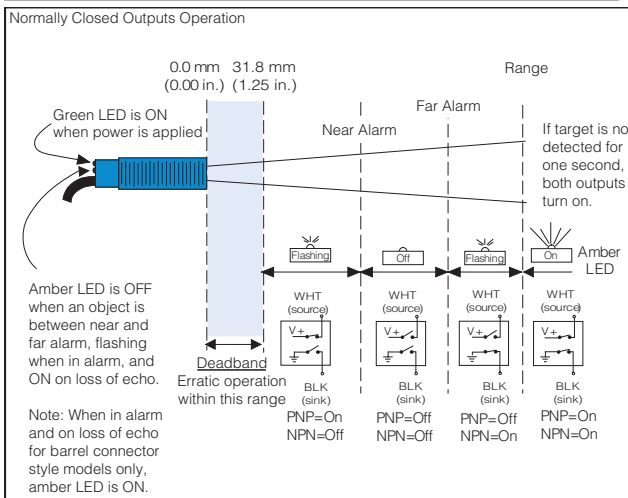 Normally Closed Outputs Operation
0.0 mm 31.8 mm
(0.00 in.) (1.25 in.)
Range
Far Alarm
Near Alarm
Green LED is ON
when power is applied
If target is no
detected for
one second,
both outputs
turn on.
Flashing
Off
Flashing
On
Amber
LED
Amber LED is OFF
when an object is
between near and
far alarm, flashing
when in alarm, and
ON on loss of echo.
Note: When in alarm
and on loss of echo
for barrel connector
style models only,
amber LED is ON.
Deadband
Erratic operation
within this range
WHT
(source)
V+
BLK
(sink)
PNP=On
NPN=Off
WHT
(source)
V+
BLK
(sink)
PNP=Off
NPN=Off
WHT
(source)
V+
BLK
(sink)
PNP=Off
NPN=On
WHT
(source)
V+
BLK
(sink)
PNP=On
NPN=On